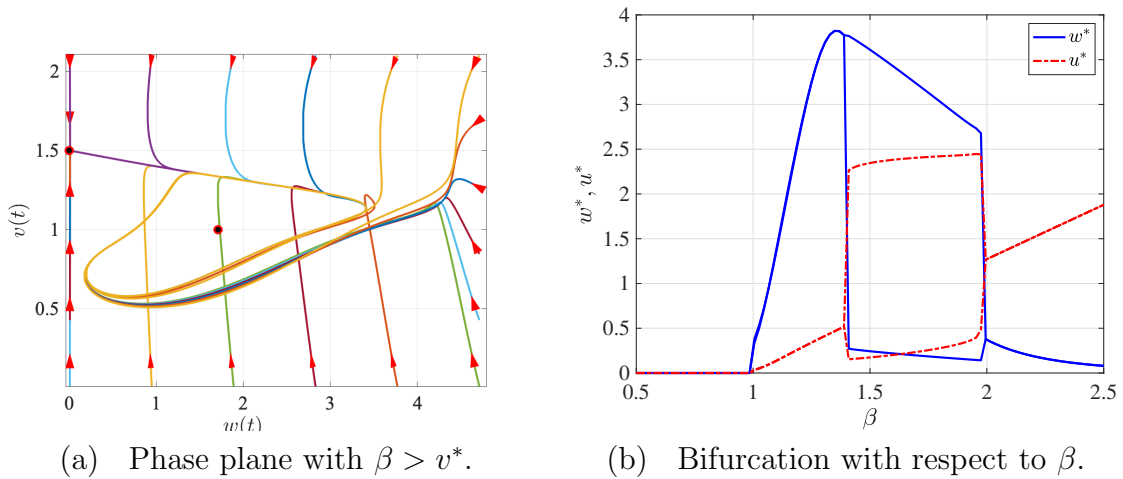 2
1.5
1
0.5
0
v(t)
0 1 2 3 4
w(t)
(a) Phase plane with β > v*.
4
3.5
3
2.5
2
1.5
1
0.5
0
w*, u*
w*
u*
0.5 1 1.5 2 2.5
β
(b) Bifurcation with respect to β.